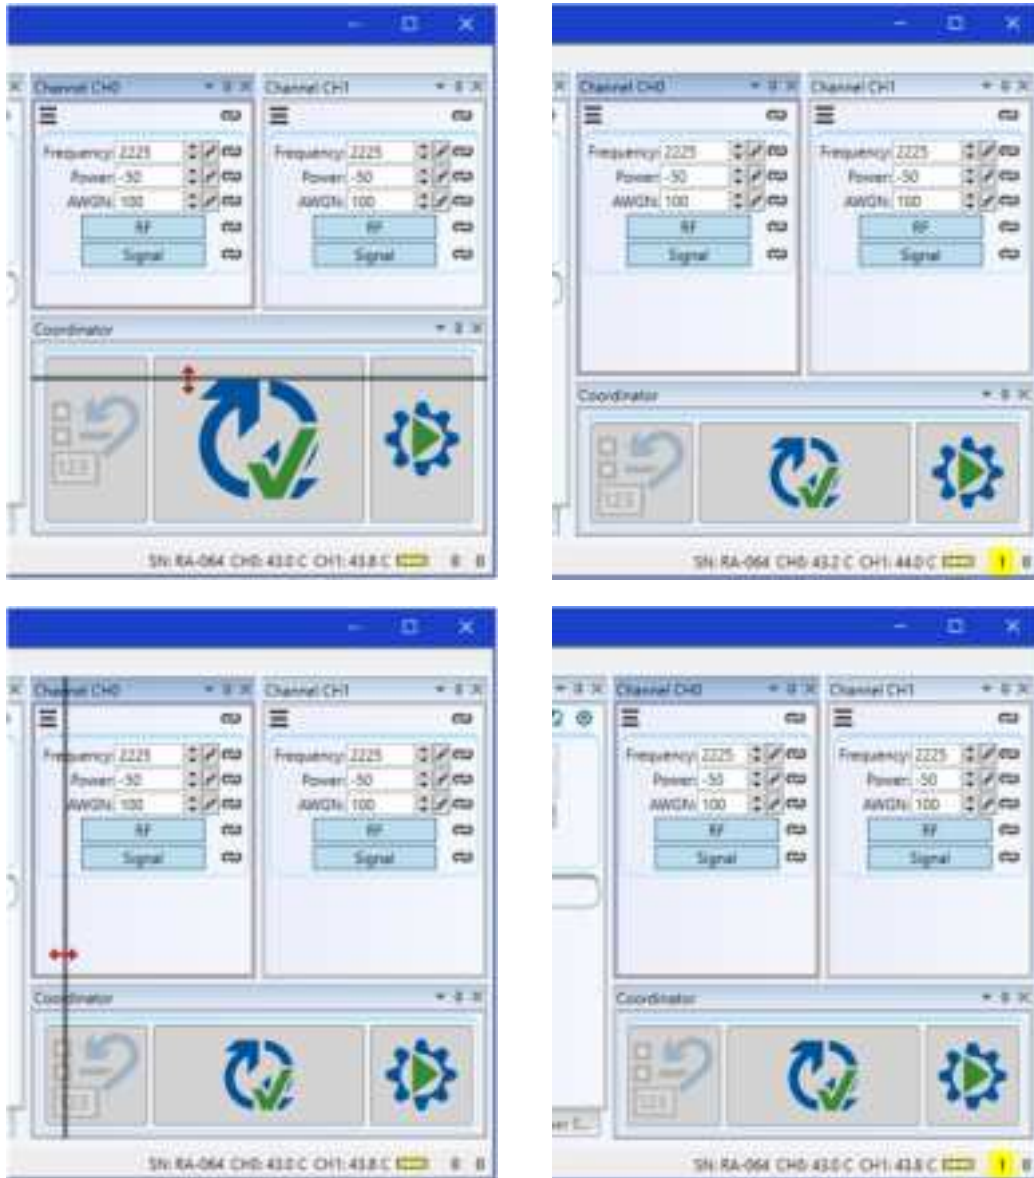 Channel CH0 Channel CH1
Frequency: 2225 Frequency: 2225
Power: -50 Power: -50
AWGN: 100 AWGN: 100
RF RF
Signal Signal
Coordinator
SN: RA-064 CH0: 43.0 C CH1: 43.8 C 0 0
Channel CH0 Channel CH1
Frequency: 2225 Frequency: 2225
Power: -50 Power: -50
AWGN: 100 AWGN: 100
RF RF
Signal Signal
Coordinator
SN: RA-064 CH0: 43.2 C CH1: 44.0 C 1 0
Channel CH0 Channel CH1
Frequency: 2225 Frequency: 2225
Power: -50 Power: -50
AWGN: 100 AWGN: 100
RF RF
Signal Signal
Coordinator
SN: RA-064 CH0: 43.0 C CH1: 43.8 C 0 0
Channel CH0 Channel CH1
Frequency: 2225 Frequency: 2225
Power: -50 Power: -50
AWGN: 100 AWGN: 100
RF RF
Signal Signal
Coordinator
SN: RA-064 CH0: 43.0 C CH1: 43.8 C 1 0